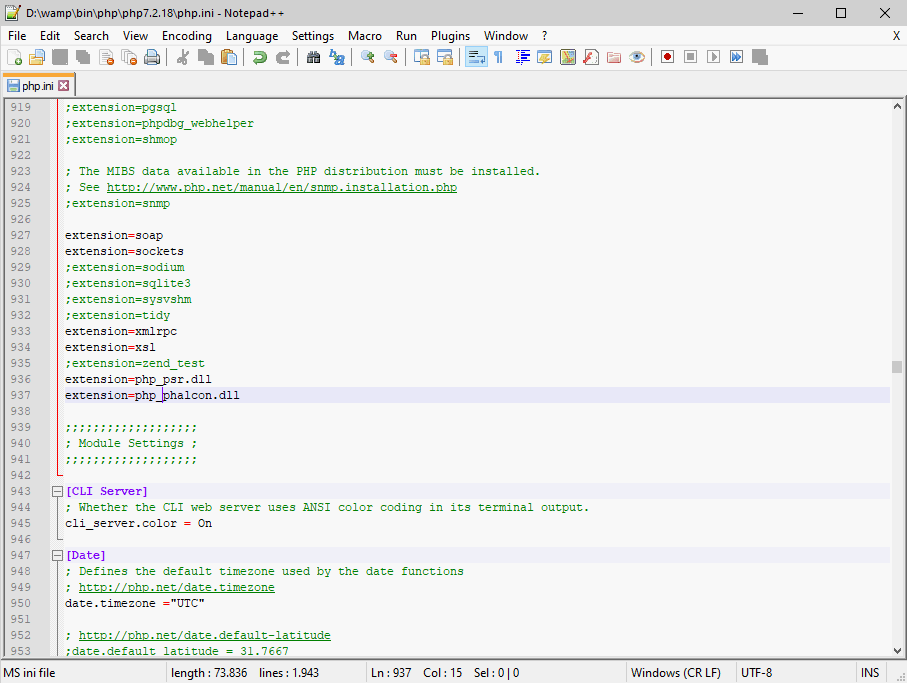 D:\wamp\bin\php\php7.2.18\php.ini - Notepad++
File Edit Search View Encoding Language Settings Macro Run Plugins Window ? X
php.ini
919 ;extension=pgsql
920 ;extension=phpdbg_webhelper
921 ;extension=shmop
922
923 ; The MIBS data available in the PHP distribution must be installed.
924 ; See http://www.php.net/manual/en/snmp.installation.php
925 ;extension=snmp
926
927 extension=soap
928 extension=sockets
929 ;extension=sodium
930 ;extension=sqlite3
931 ;extension=sysvshm
932 ;extension=tidy
933 extension=xmlrpc
934 extension=xsl
935 ;extension=zend_test
936 extension=php_psr.dll
937 extension=php_phalcon.dll
938
939 ;;;;;;;;;;;;;;;;;;;
940 ; Module Settings ;
941 ;;;;;;;;;;;;;;;;;;;
942
943 [CLI Server]
944 ; Whether the CLI web server uses ANSI color coding in its terminal output.
945 cli_server.color = On
946
947 [Date]
948 ; Defines the default timezone used by the date functions
949 ; http://php.net/date.timezone
950 date.timezone ="UTC"
951
952 ; http://php.net/date.default-latitude
953 ;date.default_latitude = 31.7667
MS ini file length : 73.836 lines : 1.943 Ln : 937 Col : 15 Sel : 0 | 0 Windows (CR LF) UTF-8 INS